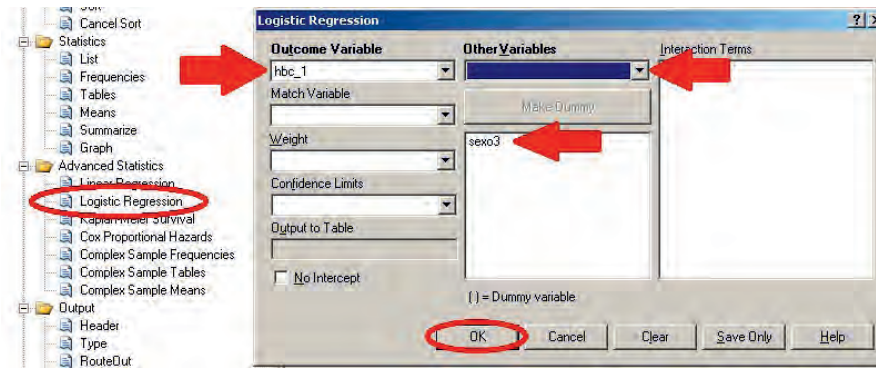 Sort
Cancel Sort
Statistics
List
Frequencies
Tables
Means
Summarize
Graph
Advanced Statistics
Linear Regression
Logistic Regression
Kaplan-Meier Survival
Cox Proportional Hazards
Complex Sample Frequencies
Complex Sample Tables
Complex Sample Means
Output
Header
Type
RouteOut
Logistic Regression
Outcome Variable
hbc_1
Match Variable
Weight
Confidence Limits
Output to Table
No Intercept
Other Variables
Make Dummy
sexo3
( ) = Dummy variable
Interaction Terms
OK Cancel Clear Save Only Help